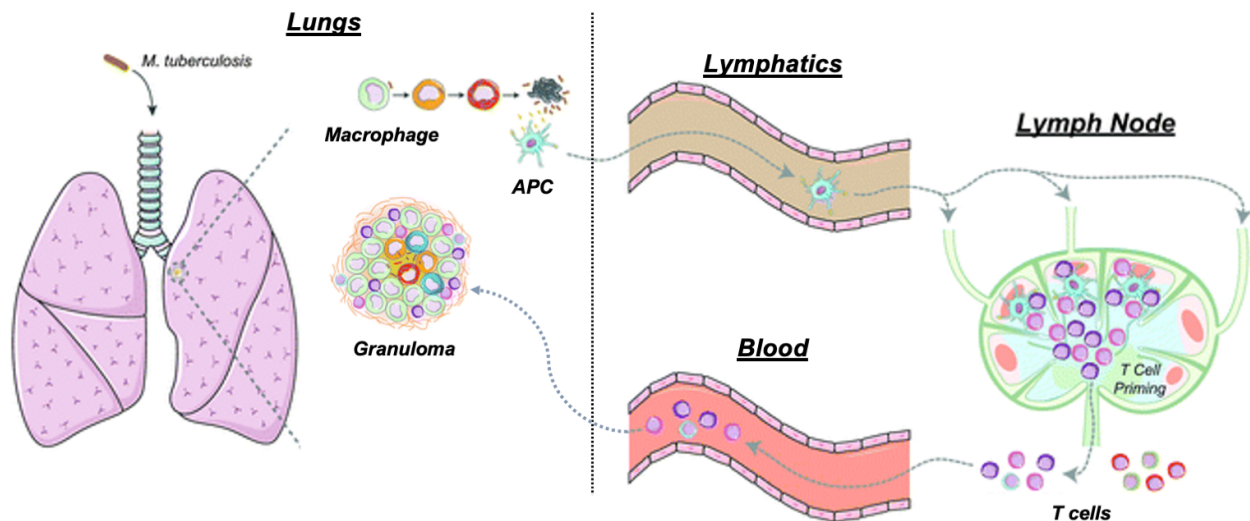 Lungs
M. tuberculosis
Macrophage
APC
Granuloma
Lymphatics
Lymph Node
Blood
T Cell
Priming
T cells